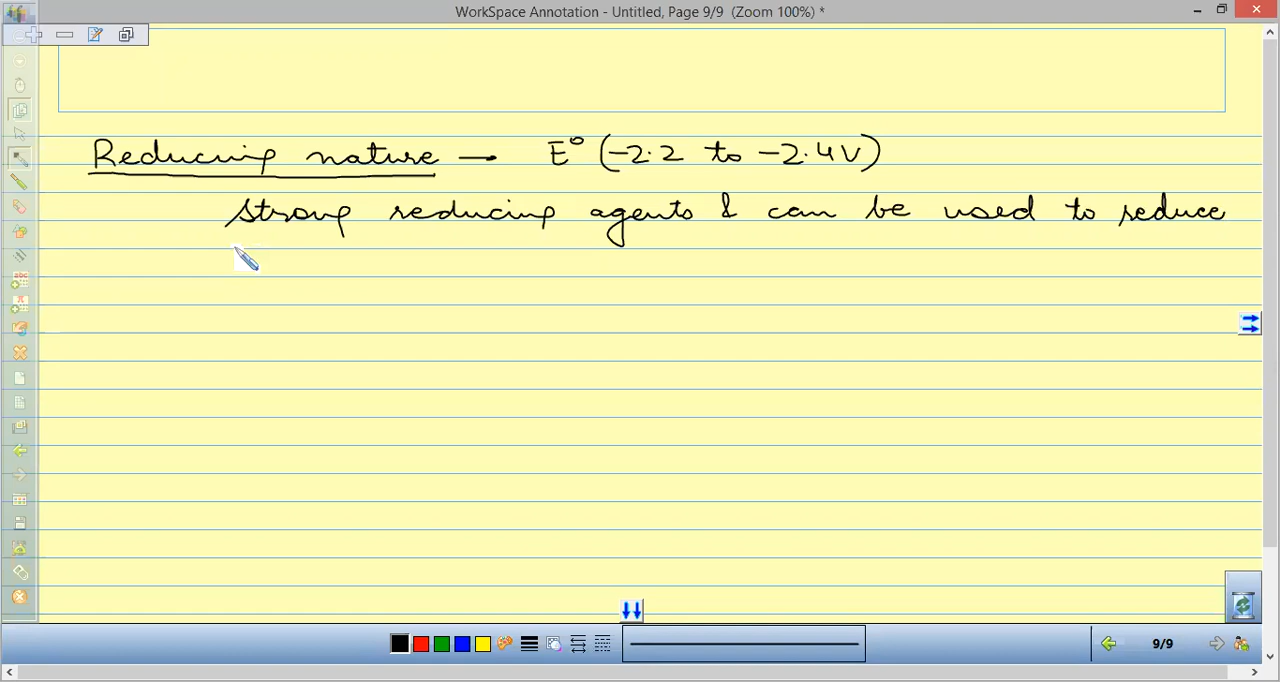 WorkSpace Annotation - Untitled, Page 9/9 (Zoom 100%) *
Reducing nature — E° (-2.2 to -2.4V)
Strong reducing agents & can be used to reduce
9/9